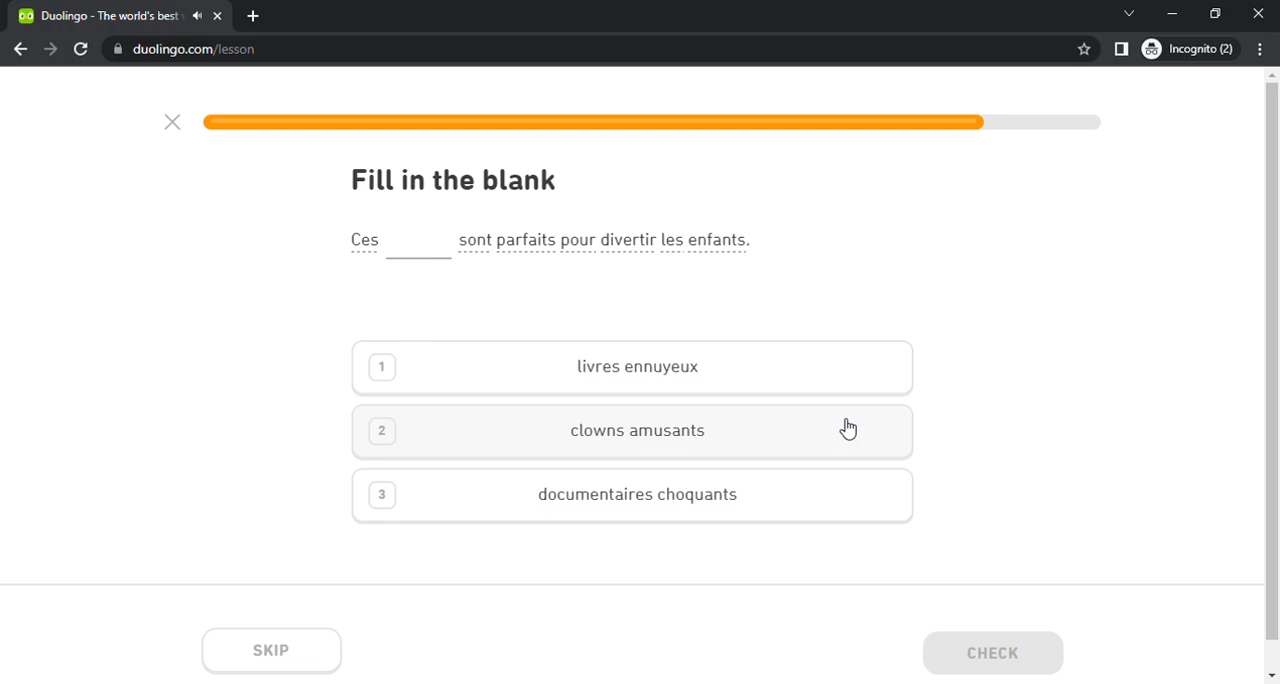 Duolingo - The world's best
duolingo.com/lesson
Incognito (2)
Fill in the blank
Ces ______ sont parfaits pour divertir les enfants.
1 livres ennuyeux
2 clowns amusants
3 documentaires choquants
SKIP
CHECK